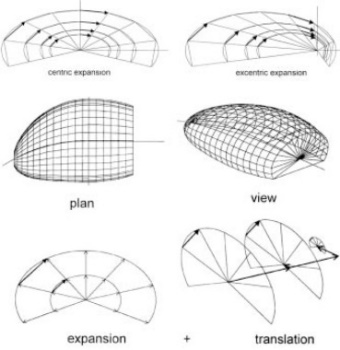 centric expansion
excentric expansion
plan
view
expansion + translation